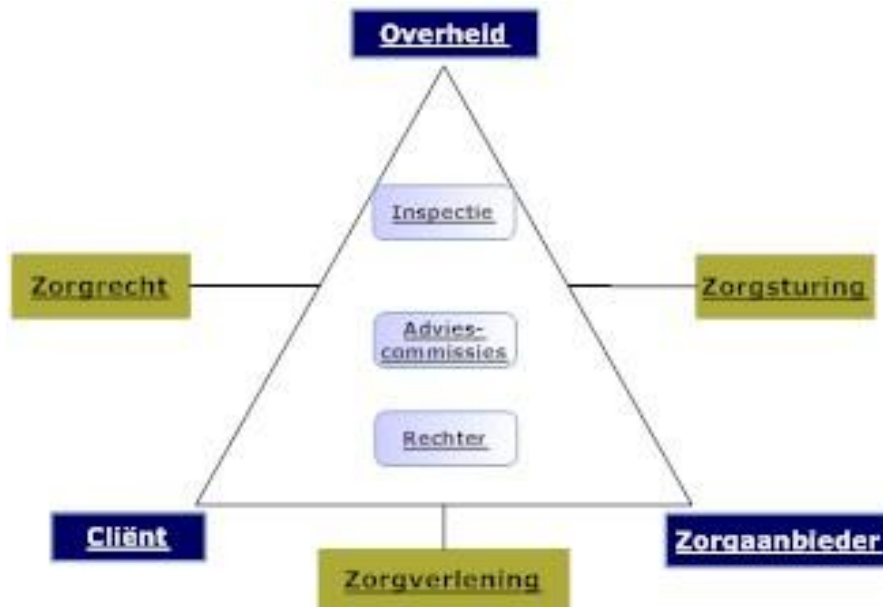 Overheid
Inspectie
Zorgrecht
Zorgsturing
Advies-
commissies
Rechter
Cliënt
Zorgaanbieder
Zorgverlening